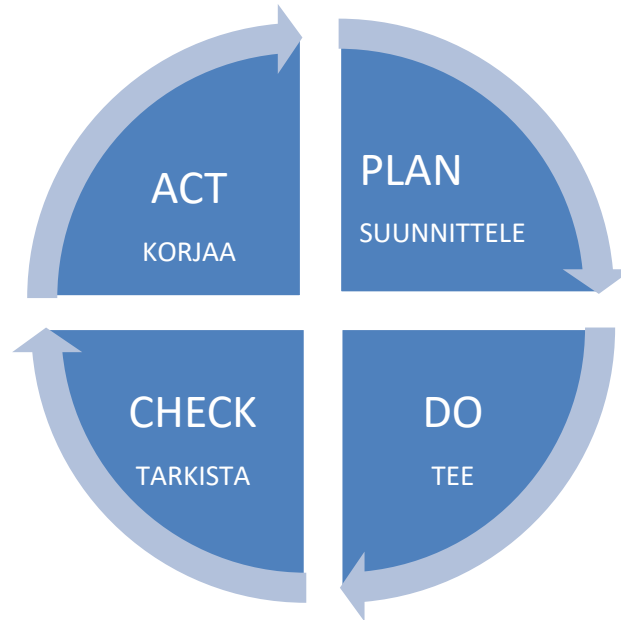 ACT
KORJAA
PLAN
SUUNNITTELE
CHECK
TARKISTA
DO
TEE